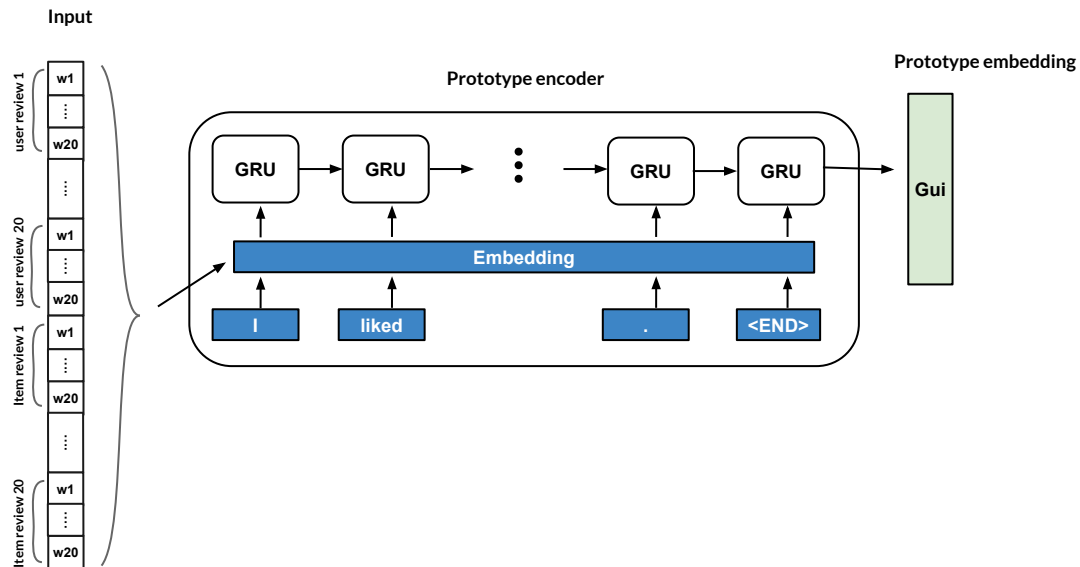 Input
user review 1
w1
....
w20
....
user review 20
w1
....
w20
Item review 1
w1
....
w20
....
Item review 20
w1
....
w20
Prototype encoder
GRU
GRU
GRU
GRU
Embedding
I
liked
.
<END>
Prototype embedding
Gui